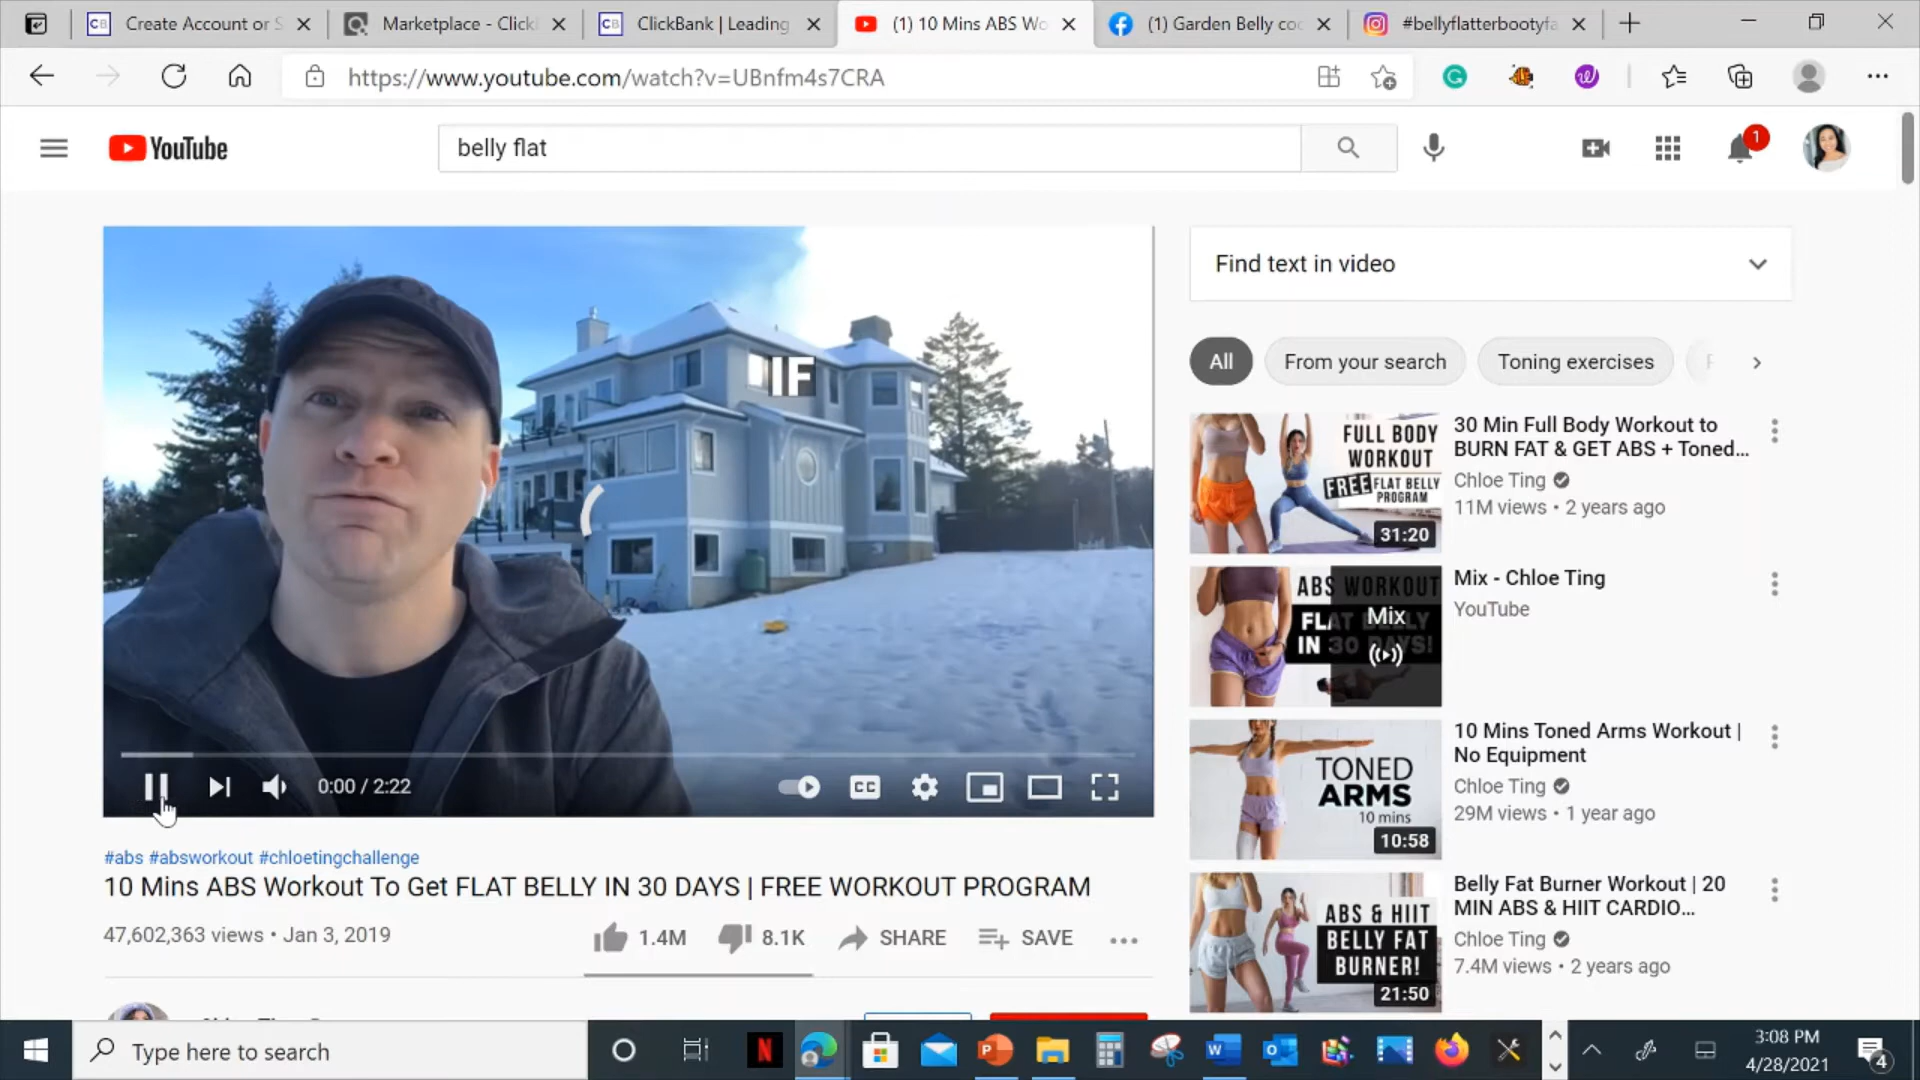 Create Account or S
Marketplace - Click
ClickBank | Leading
(1) 10 Mins ABS Wo
(1) Garden Belly coo
#bellyflatterbootyfa
https://www.youtube.com/watch?v=UBnfm4s7CRA
YouTube
belly flat
1
IF
0:00 / 2:22
CC
#abs #absworkout #chloetingchallenge
10 Mins ABS Workout To Get FLAT BELLY IN 30 DAYS | FREE WORKOUT PROGRAM
47,602,363 views • Jan 3, 2019
1.4M
8.1K
SHARE
SAVE
Find text in video
All
From your search
Toning exercises
FULL BODY
WORKOUT
FREE FLAT BELLY
PROGRAM
31:20
30 Min Full Body Workout to
BURN FAT & GET ABS + Toned...
Chloe Ting
11M views • 2 years ago
ABS WORKOUT
FLAT BELLY
IN 30 DAYS!
Mix
Mix - Chloe Ting
YouTube
TONED
ARMS
10 mins
10:58
10 Mins Toned Arms Workout |
No Equipment
Chloe Ting
29M views • 1 year ago
ABS & HIIT
BELLY FAT
BURNER!
21:50
Belly Fat Burner Workout | 20
MIN ABS & HIIT CARDIO...
Chloe Ting
7.4M views • 2 years ago
Type here to search
3:08 PM
4/28/2021
4